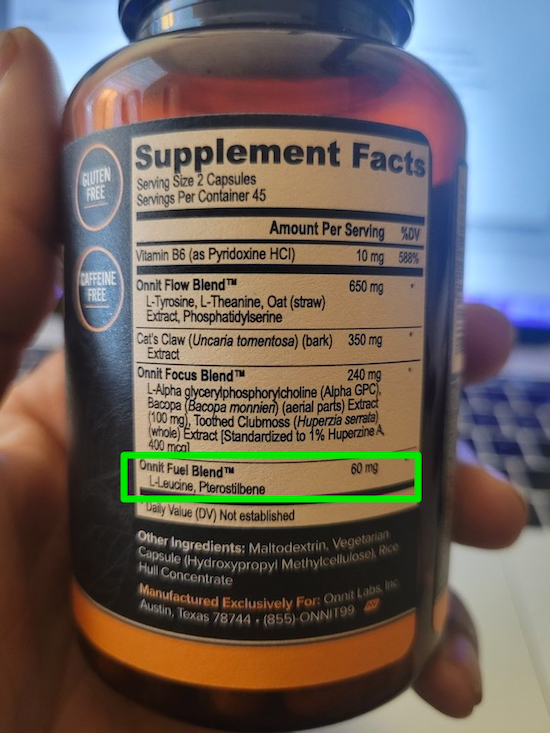 GLUTEN
FREE
CAFFEINE
FREE
Supplement Facts
Serving Size 2 Capsules
Servings Per Container 45
Amount Per Serving %DV
Vitamin B6 (as Pyridoxine HCl) 10 mg 588%
Onnit Flow Blend™ 650 mg *
L-Tyrosine, L-Theanine, Oat (straw)
Extract, Phosphatidylserine
Cat's Claw (Uncaria tomentosa) (bark) 350 mg *
Extract
Onnit Focus Blend™ 240 mg *
L-Alpha glycerylphosphorylcholine (Alpha GPC),
Bacopa (Bacopa monnieri) (aerial parts) Extract
(100 mg), Toothed Clubmoss (Huperzia serrata)
(whole) Extract [Standardized to 1% Huperzine A,
400 mcg]
Onnit Fuel Blend™ 60 mg *
L-Leucine, Pterostilbene
* Daily Value (DV) Not established
Other Ingredients: Maltodextrin, Vegetarian
Capsule (Hydroxypropyl Methylcellulose), Rice
Hull Concentrate
Manufactured Exclusively For: Onnit Labs, Inc.
Austin, Texas 78744 • (855)-ONNIT99